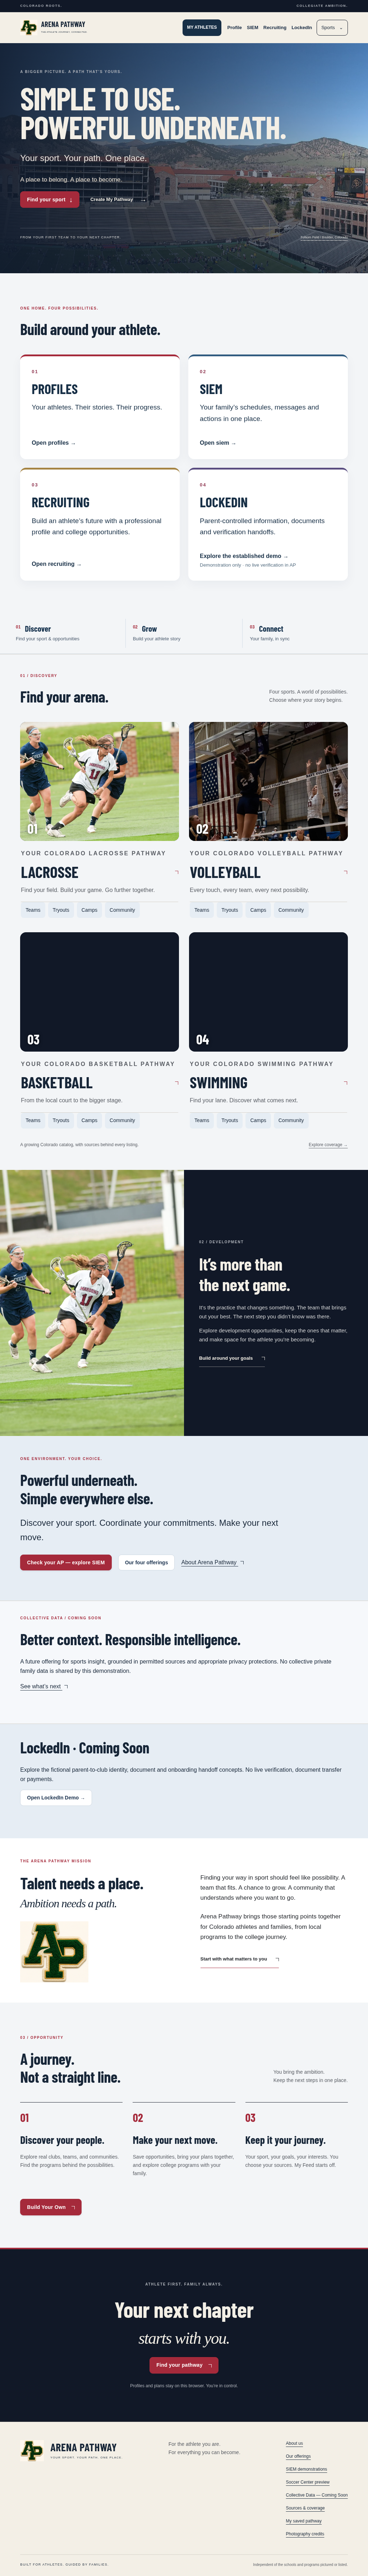 COLORADO ROOTS. COLLEGIATE AMBITION.
ARENA PATHWAY
MY ATHLETES Profile SIEM Recruiting LockedIn Sports
A BIGGER PICTURE. A PATH THAT'S YOURS.
SIMPLE TO USE.
POWERFUL UNDERNEATH.
Your sport. Your path. One place.
A place to belong. A place to become.
Find your sport ↓ Create My Pathway →
FROM YOUR FIRST TEAM TO YOUR NEXT CHAPTER
ONE HOME. FOUR POSSIBILITIES.
Build around your athlete.
01
PROFILES
Your athletes. Their stories. Their progress.
Open profiles →
02
SIEM
Your family's schedules, messages and
actions in one place.
Open siem →
03
RECRUITING
Build an athlete's future with a professional
profile and college opportunities.
Open recruiting →
04
LOCKEDIN
Parent-controlled information, documents
and verification handoffs.
Explore the established demo →
Demonstration only · no live verification in AP
01 Discover
Find your sport & opportunities
02 Grow
Build your athlete story
03 Connect
Your family, in sync
01 / DISCOVERY
Find your arena.
Four sports. A world of possibilities.
Choose where your story begins.
01
YOUR COLORADO LACROSSE PATHWAY
LACROSSE
Find your field. Build your game. Go further together.
Teams Tryouts Camps Community
02
YOUR COLORADO VOLLEYBALL PATHWAY
VOLLEYBALL
Every touch, every team, every next possibility.
Teams Tryouts Camps Community
03
YOUR COLORADO BASKETBALL PATHWAY
BASKETBALL
From the local court to the bigger stage.
Teams Tryouts Camps Community
04
YOUR COLORADO SWIMMING PATHWAY
SWIMMING
Find your lane. Discover what comes next.
Teams Tryouts Camps Community
A growing Colorado catalog, with sources behind every listing.
Explore coverage →
02 / DEVELOPMENT
It's more than
the next game.
It's the practice that changes something. The team that brings
out your best. The next step you didn't know was there.
Explore development opportunities, keep the ones that matter,
and make space for the athlete you're becoming.
Build around your goals
ONE ENVIRONMENT. YOUR CHOICE.
Powerful underneath.
Simple everywhere else.
Discover your sport. Coordinate your commitments. Make your next
move.
Check your AP — explore SIEM Our four offerings About Arena Pathway
COLLECTIVE DATA / COMING SOON
Better context. Responsible intelligence.
A future offering for sports insight, grounded in permitted sources and appropriate privacy protections. No collective private
family data is shared by this demonstration.
See what's next
LockedIn · Coming Soon
Explore the fictional parent-to-club identity, document and onboarding handoff concepts. No live verification, document transfer
or payments.
Open LockedIn Demo →
THE ARENA PATHWAY MISSION
Talent needs a place.
Ambition needs a path.
AP
Finding your way in sport should feel like possibility. A
team that fits. A chance to grow. A community that
understands where you want to go.
Arena Pathway brings those starting points together
for Colorado athletes and families, from local
programs to the college journey.
Start with what matters to you
03 / OPPORTUNITY
A journey.
Not a straight line.
You bring the ambition.
Keep the next steps in one place.
01
Discover your people.
Explore real clubs, teams, and communities.
Find the programs behind the possibilities.
02
Make your next move.
Save opportunities, bring your plans together,
and explore college programs with your
family.
03
Keep it your journey.
Your sport, your goals, your interests. You
choose your sources. My Feed starts off.
Build Your Own
ATHLETE FIRST. FAMILY ALWAYS.
Your next chapter
starts with you.
Find your pathway
Profiles and plans stay on this browser. You're in control.
AP ARENA PATHWAY
YOUR SPORT. YOUR PATH. ONE PLACE.
For the athlete you are.
For everything you can become.
About us
Our offerings
SIEM demonstrations
Soccer Center preview
Collective Data — Coming Soon
Sources & coverage
My saved pathway
Photography credits
BUILT FOR ATHLETES. GUIDED BY FAMILIES.
Independent of the schools and programs pictured or listed.